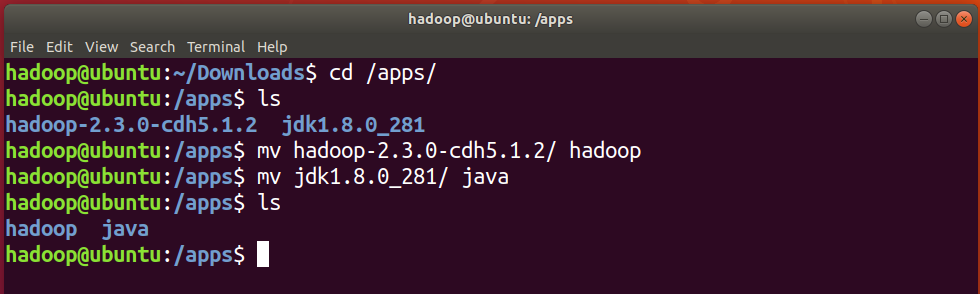 hadoop@ubuntu: /apps
File Edit View Search Terminal Help
hadoop@ubuntu:~/Downloads$ cd /apps/
hadoop@ubuntu:/apps$ ls
hadoop-2.3.0-cdh5.1.2  jdk1.8.0_281
hadoop@ubuntu:/apps$ mv hadoop-2.3.0-cdh5.1.2/ hadoop
hadoop@ubuntu:/apps$ mv jdk1.8.0_281/ java
hadoop@ubuntu:/apps$ ls
hadoop  java
hadoop@ubuntu:/apps$